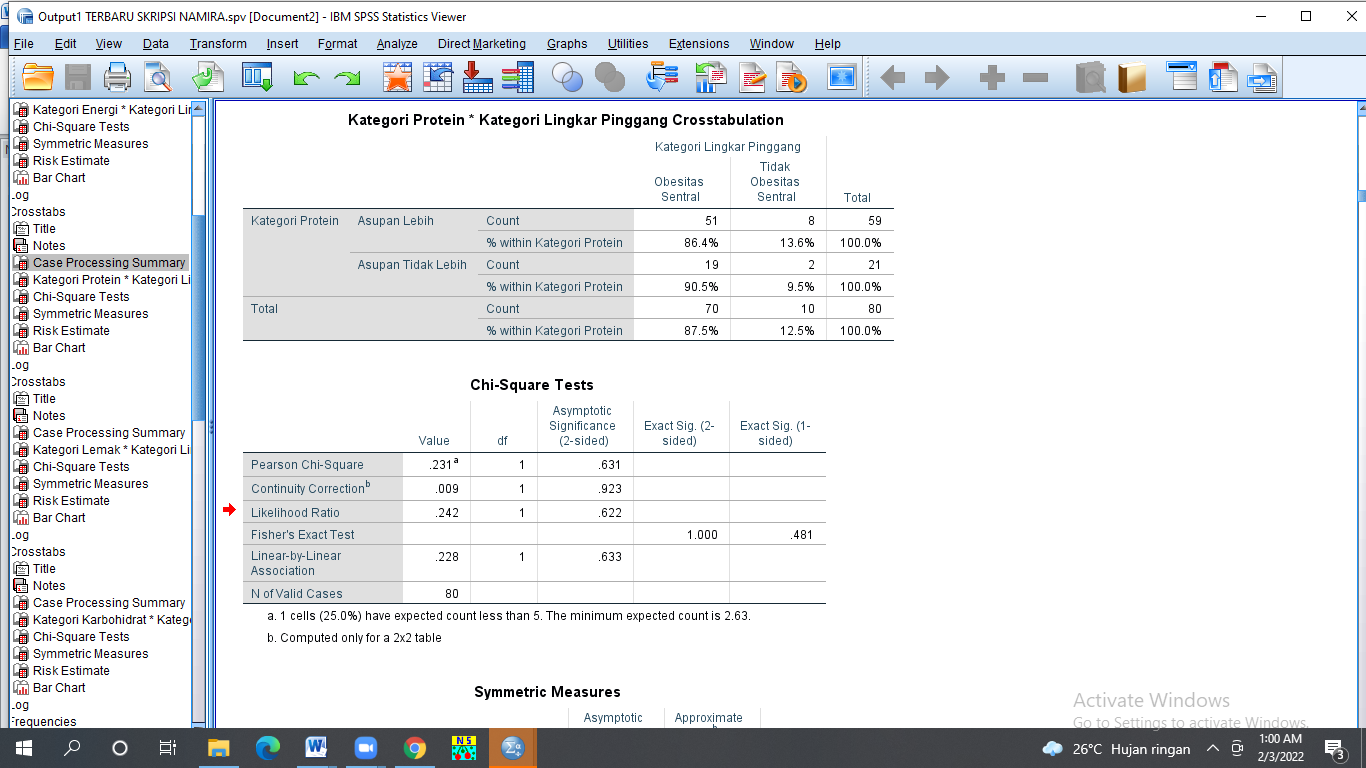 Output1 TERBARU SKRIPSI NAMIRA.spv [Document2] - IBM SPSS Statistics Viewer
File Edit View Data Transform Insert Format Analyze Direct Marketing Graphs Utilities Extensions Window Help
Kategori Energi * Kategori Lin
Chi-Square Tests
Symmetric Measures
Risk Estimate
Bar Chart
Log
Crosstabs
Title
Notes
Case Processing Summary
Kategori Protein * Kategori Li
Chi-Square Tests
Symmetric Measures
Risk Estimate
Bar Chart
Log
Crosstabs
Title
Notes
Case Processing Summary
Kategori Lemak * Kategori Li
Chi-Square Tests
Symmetric Measures
Risk Estimate
Bar Chart
Log
Crosstabs
Title
Notes
Case Processing Summary
Kategori Karbohidrat * Katego
Chi-Square Tests
Symmetric Measures
Risk Estimate
Bar Chart
Log
Frequencies
Kategori Protein * Kategori Lingkar Pinggang Crosstabulation
Kategori Lingkar Pinggang
Obesitas Sentral Tidak Obesitas Sentral Total
Kategori Protein Asupan Lebih Count 51 8 59
% within Kategori Protein 86.4% 13.6% 100.0%
Asupan Tidak Lebih Count 19 2 21
% within Kategori Protein 90.5% 9.5% 100.0%
Total Count 70 10 80
% within Kategori Protein 87.5% 12.5% 100.0%
Chi-Square Tests
Value df Asymptotic Significance (2-sided) Exact Sig. (2-sided) Exact Sig. (1-sided)
Pearson Chi-Square .231a 1 .631
Continuity Correctionb .009 1 .923
Likelihood Ratio .242 1 .622
Fisher's Exact Test 1.000 .481
Linear-by-Linear Association .228 1 .633
N of Valid Cases 80
a. 1 cells (25.0%) have expected count less than 5. The minimum expected count is 2.63.
b. Computed only for a 2x2 table
Symmetric Measures
Asymptotic Approximate
Activate Windows
Go to Settings to activate Windows.
N 5
26°C Hujan ringan
1:00 AM
2/3/2022
3